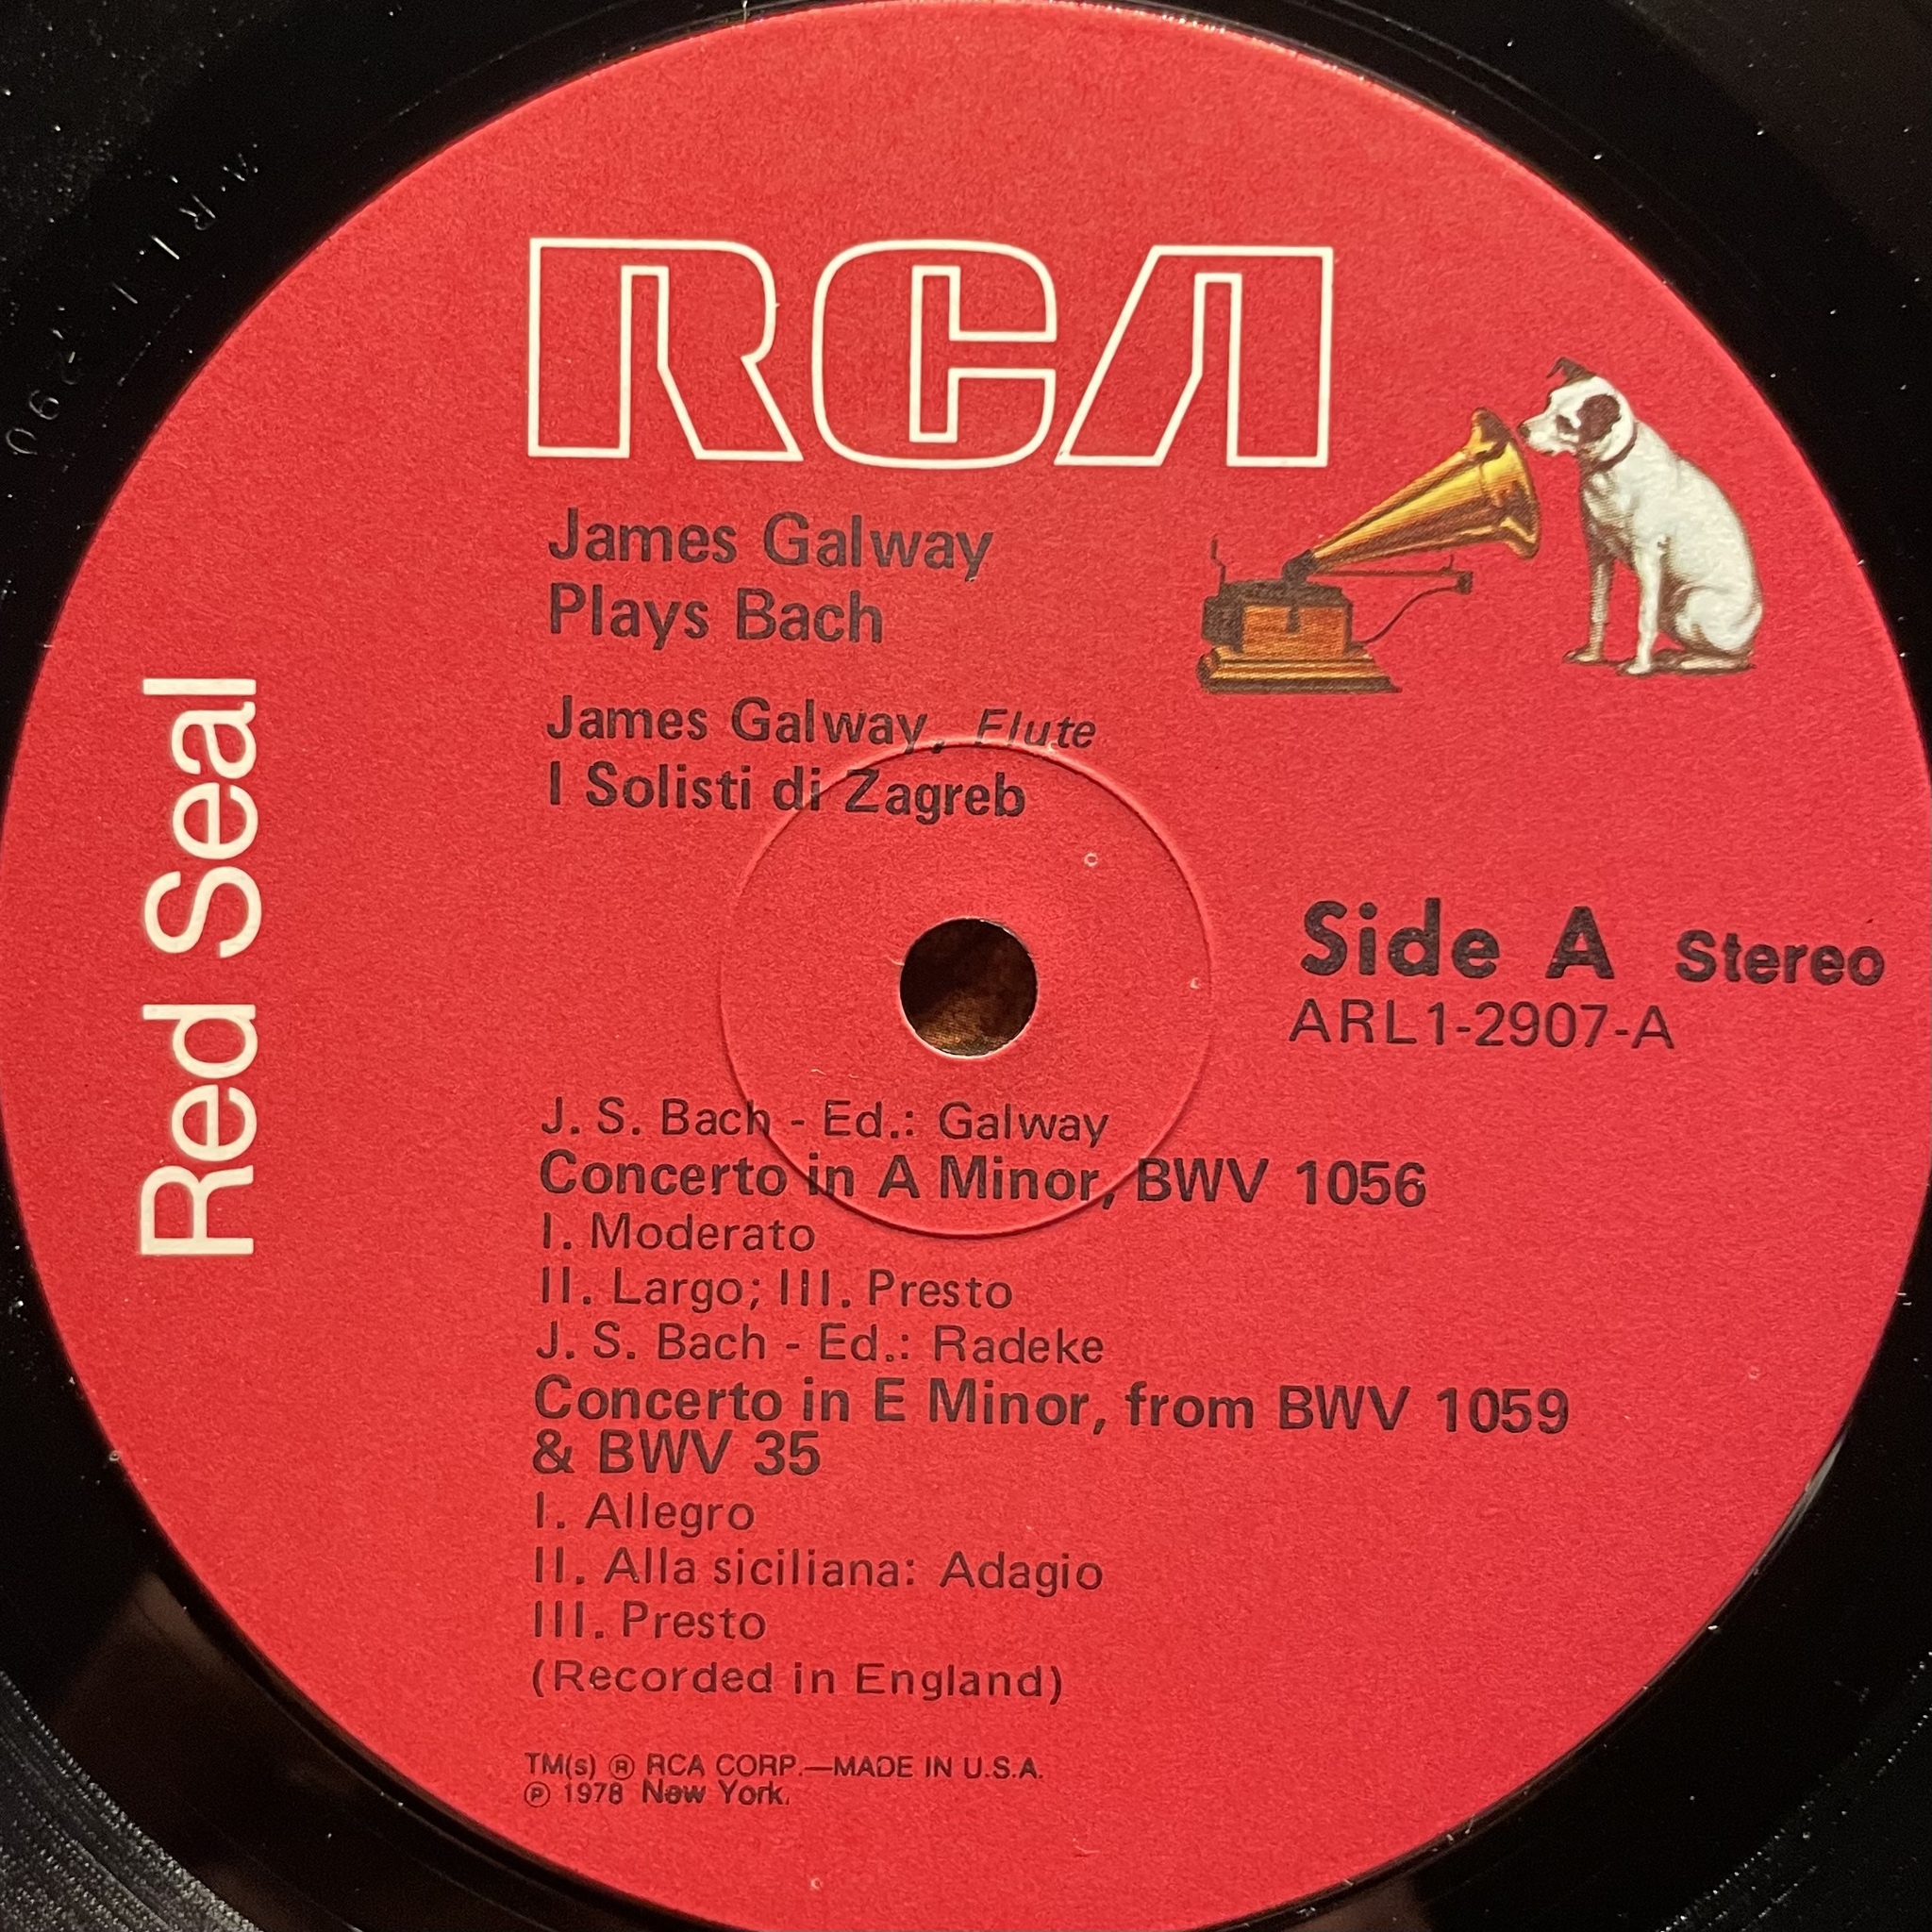 RCA
James Galway
Plays Bach
James Galway, Flute
I Solisti di Zagreb
Red Seal
Side A Stereo
ARL1-2907-A
J. S. Bach - Ed.: Galway
Concerto in A Minor, BWV 1056
I. Moderato
II. Largo; III. Presto
J. S. Bach - Ed.: Radeke
Concerto in E Minor, from BWV 1059
& BWV 35
I. Allegro
II. Alla siciliana: Adagio
III. Presto
(Recorded in England)
TM(s) ® RCA CORP.—MADE IN U.S.A.
℗ 1978 New York.